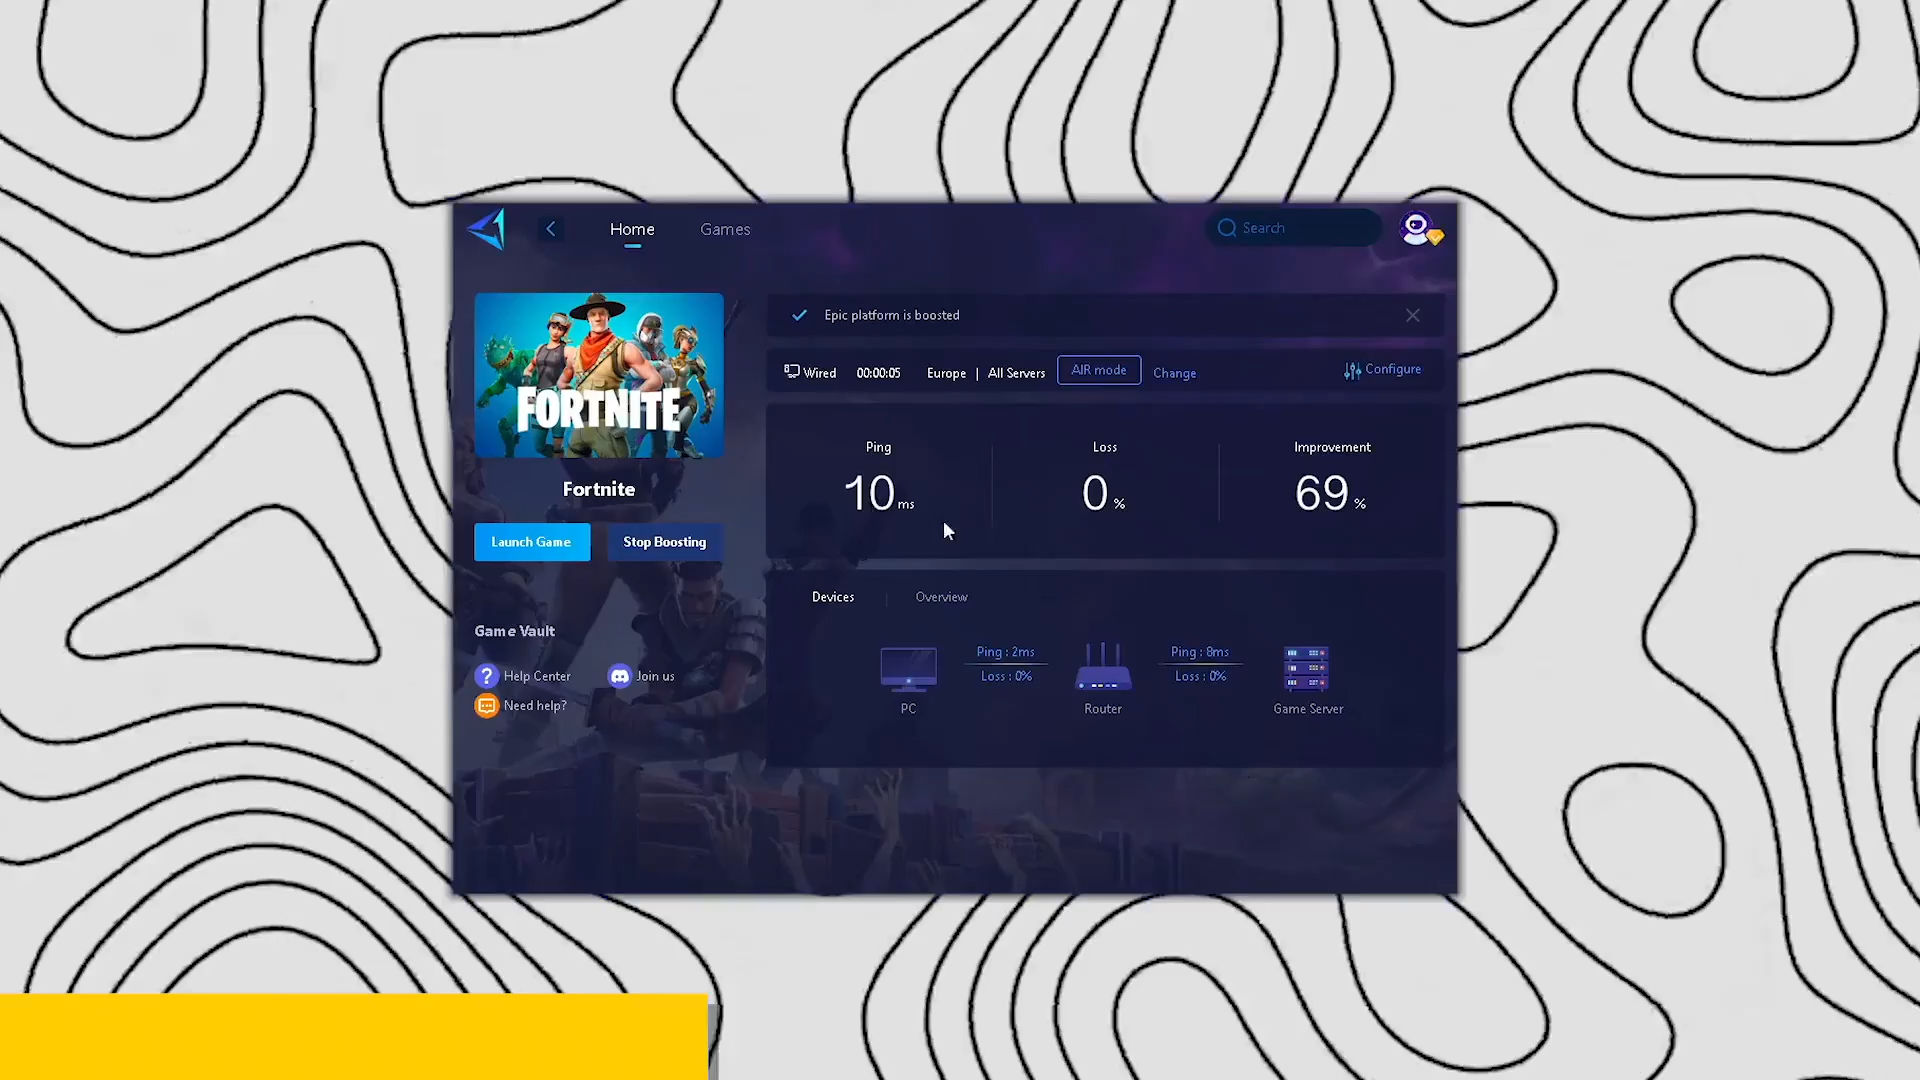 Home Games Search
FORTNITE
Fortnite
Launch Game Stop Boosting
Game Vault
? Help Center Join us
Need help?
Epic platform is boosted
Wired 00:00:05 Europe | All Servers AIR mode Change Configure
Ping Loss Improvement
10 ms 0 % 69 %
Devices Overview
Ping : 2ms Ping : 8ms
Loss : 0% Loss : 0%
PC Router Game Server